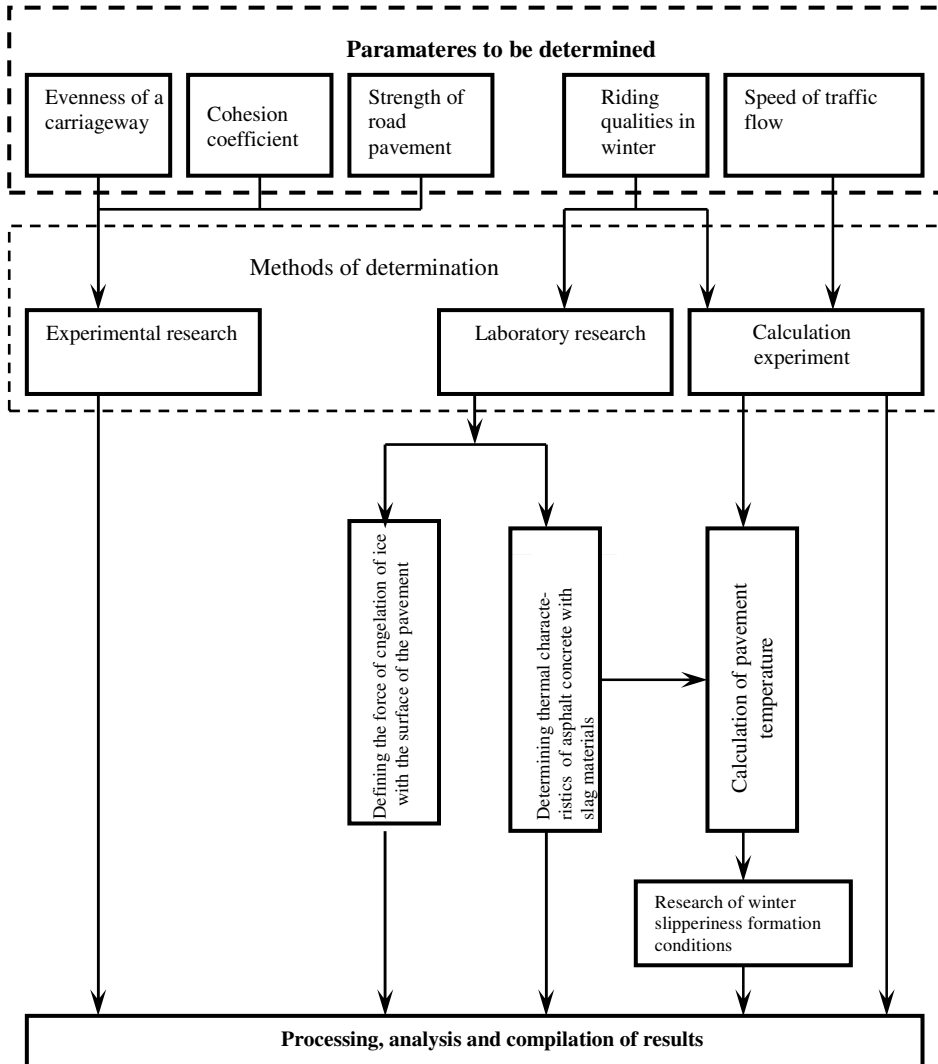 Paramateres to be determined
Evenness of a
carriageway
Cohesion
coefficient
Strength of
road
pavement
Riding
qualities in
winter
Speed of traffic
flow
Methods of determination
Experimental research
Laboratory research
Calculation
experiment
Defining the force of cngelation of ice
with the surface of the pavement
Determining thermal characte-
ristics of asphalt concrete with
slag materials
Calculation of pavement
temperature
Research of winter
slipperiness formation
conditions
Processing, analysis and compilation of results